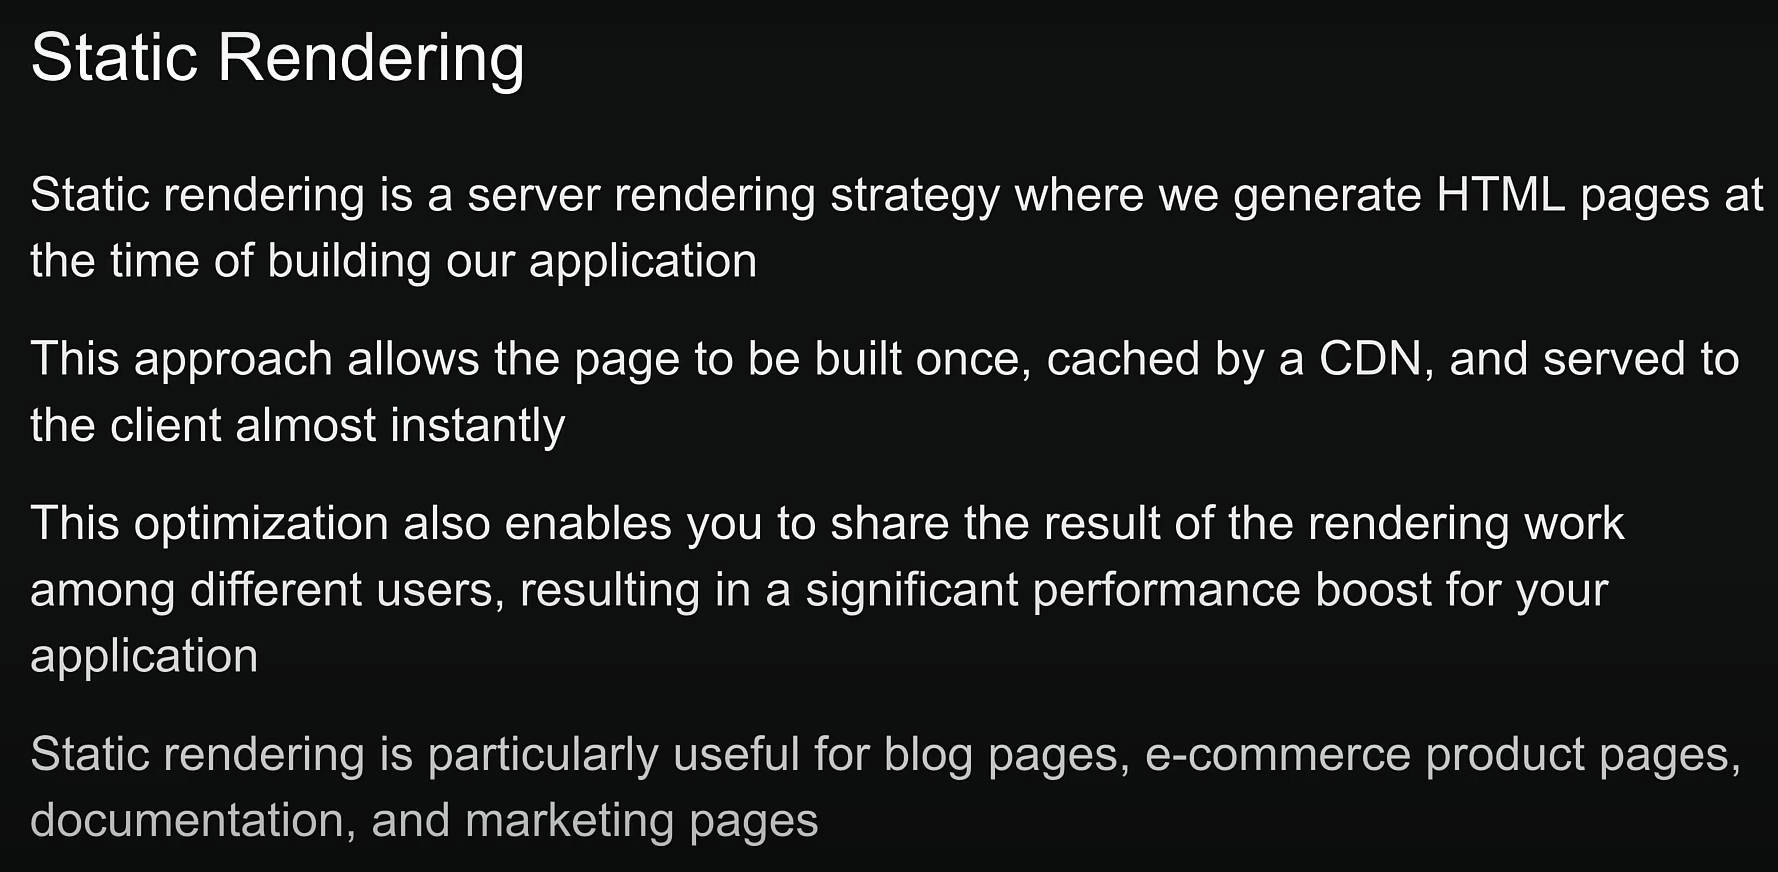 Static Rendering
Static rendering is a server rendering strategy where we generate HTML pages at
the time of building our application
This approach allows the page to be built once, cached by a CDN, and served to
the client almost instantly
This optimization also enables you to share the result of the rendering work
among different users, resulting in a significant performance boost for your
application
Static rendering is particularly useful for blog pages, e-commerce product pages,
documentation, and marketing pages